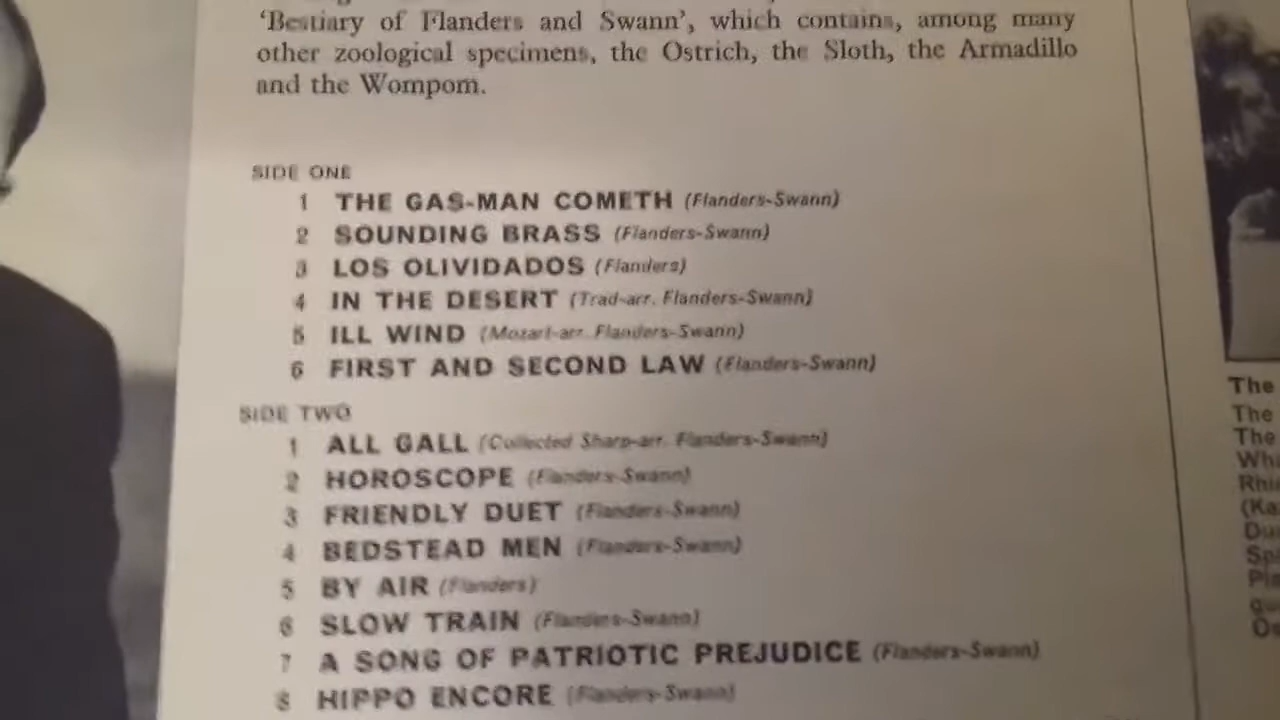 'Bestiary of Flanders and Swann', which contains, among many
other zoological specimens, the Ostrich, the Sloth, the Armadillo
and the Wompom.
SIDE ONE
1 THE GAS-MAN COMETH (Flanders-Swann)
2 SOUNDING BRASS (Flanders-Swann)
3 LOS OLIVIDADOS (Flanders)
4 IN THE DESERT (Trad-arr. Flanders-Swann)
5 ILL WIND (Mozart-arr. Flanders-Swann)
6 FIRST AND SECOND LAW (Flanders-Swann)
SIDE TWO
1 ALL GALL (Collected Sharp-arr. Flanders-Swann)
2 HOROSCOPE (Flanders-Swann)
3 FRIENDLY DUET (Flanders-Swann)
4 BEDSTEAD MEN (Flanders-Swann)
5 BY AIR (Flanders)
6 SLOW TRAIN (Flanders-Swann)
7 A SONG OF PATRIOTIC PREJUDICE (Flanders-Swann)
8 HIPPO ENCORE (Flanders-Swann)
The
The
The